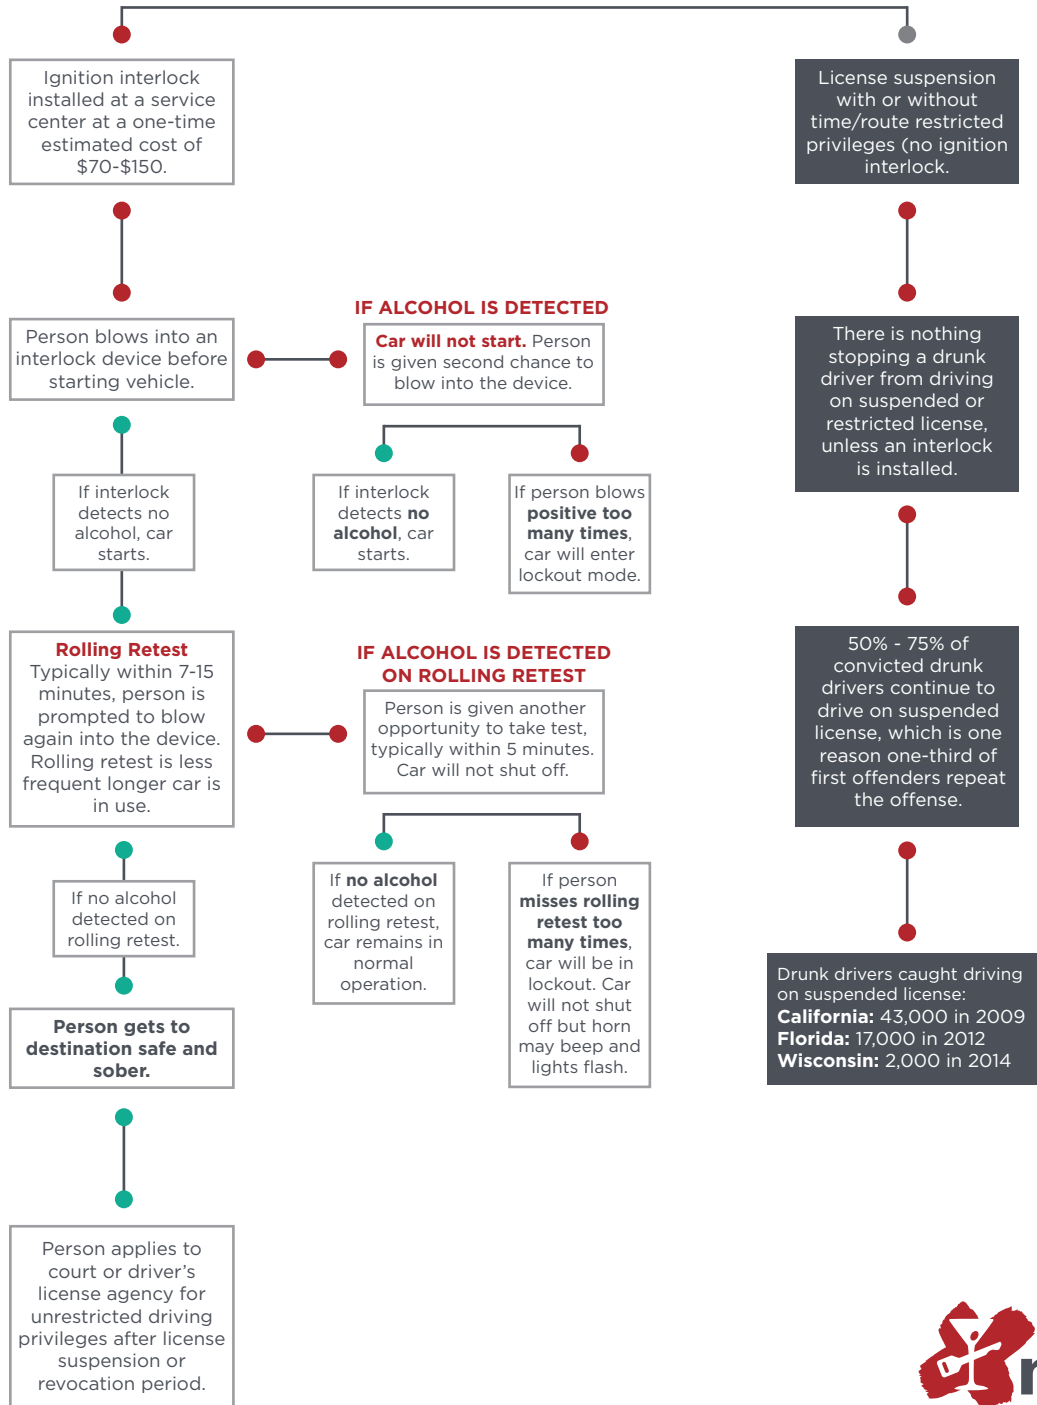 Ignition interlock
installed at a service
center at a one-time
estimated cost of
$70-$150.
License suspension
with or without
time/route restricted
privileges (no ignition
interlock.
Person blows into an
interlock device before
starting vehicle.
IF ALCOHOL IS DETECTED
Car will not start. Person
is given second chance to
blow into the device.
There is nothing
stopping a drunk
driver from driving
on suspended or
restricted license,
unless an interlock
is installed.
If interlock
detects no
alcohol, car
starts.
If interlock
detects no
alcohol, car
starts.
If person blows
positive too
many times,
car will enter
lockout mode.
Rolling Retest
Typically within 7-15
minutes, person is
prompted to blow
again into the device.
Rolling retest is less
frequent longer car is
in use.
IF ALCOHOL IS DETECTED
ON ROLLING RETEST
Person is given another
opportunity to take test,
typically within 5 minutes.
Car will not shut off.
50% - 75% of
convicted drunk
drivers continue to
drive on suspended
license, which is one
reason one-third of
first offenders repeat
the offense.
If no alcohol
detected on
rolling retest.
If no alcohol
detected on
rolling retest,
car remains in
normal
operation.
If person
misses rolling
retest too
many times,
car will be in
lockout. Car
will not shut
off but horn
may beep and
lights flash.
Drunk drivers caught driving
on suspended license:
California: 43,000 in 2009
Florida: 17,000 in 2012
Wisconsin: 2,000 in 2014
Person gets to
destination safe and
sober.
Person applies to
court or driver's
license agency for
unrestricted driving
privileges after license
suspension or
revocation period.